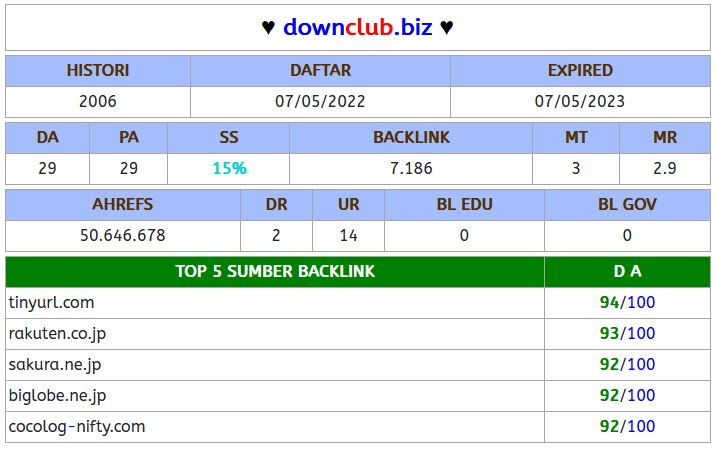 ♥ downclub.biz ♥
HISTORI DAFTAR EXPIRED
2006 07/05/2022 07/05/2023
DA PA SS BACKLINK MT MR
29 29 15% 7.186 3 2.9
AHREFS DR UR BL EDU BL GOV
50.646.678 2 14 0 0
TOP 5 SUMBER BACKLINK D A
tinyurl.com 94/100
rakuten.co.jp 93/100
sakura.ne.jp 92/100
biglobe.ne.jp 92/100
cocolog-nifty.com 92/100